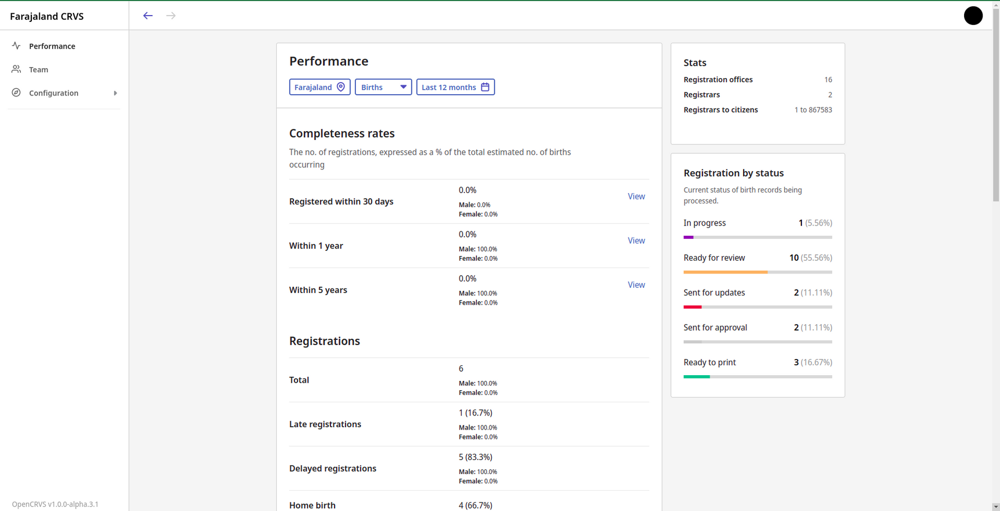 Farajaland CRVS
Performance
Team
Configuration
OpenCRVS v1.0.0-alpha.3.1
Performance
Farajaland
Births
Last 12 months
Completeness rates
The no. of registrations, expressed as a % of the total estimated no. of births
occurring
Registered within 30 days
0.0%
Male: 0.0%
Female: 0.0%
View
Within 1 year
0.0%
Male: 100.0%
Female: 0.0%
View
Within 5 years
0.0%
Male: 100.0%
Female: 0.0%
View
Registrations
Total
6
Male: 100.0%
Female: 0.0%
Late registrations
1 (16.7%)
Male: 100.0%
Female: 0.0%
Delayed registrations
5 (83.3%)
Male: 100.0%
Female: 0.0%
Home birth
4 (66.7%)
Stats
Registration offices 16
Registrars 2
Registrars to citizens 1 to 867583
Registration by status
Current status of birth records being
processed.
In progress 1 (5.56%)
Ready for review 10 (55.56%)
Sent for updates 2 (11.11%)
Sent for approval 2 (11.11%)
Ready to print 3 (16.67%)